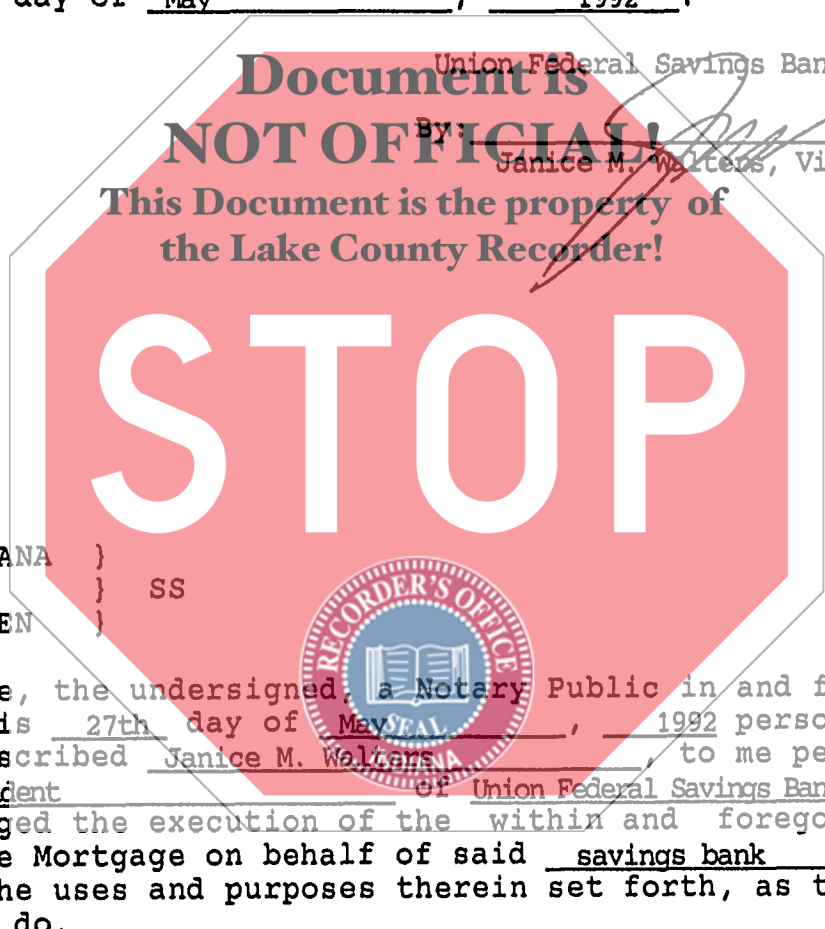 day of May , 1992 .
Document is
Union Federal Savings Ban
NOT OFFICIAL!
By:
Janice M. Walters, Vi
This Document is the property of
the Lake County Recorder!
STOP
ANA }
} SS
EN }
RECORDER'S OFFICE
SEAL
INDIANA
e, the undersigned, a Notary Public in and f
is 27th day of May , 1992 perso
scribed Janice M. Walters , to me pe
dent of Union Federal Savings Ban
ged the execution of the within and forego
e Mortgage on behalf of said savings bank
he uses and purposes therein set forth, as t
do.